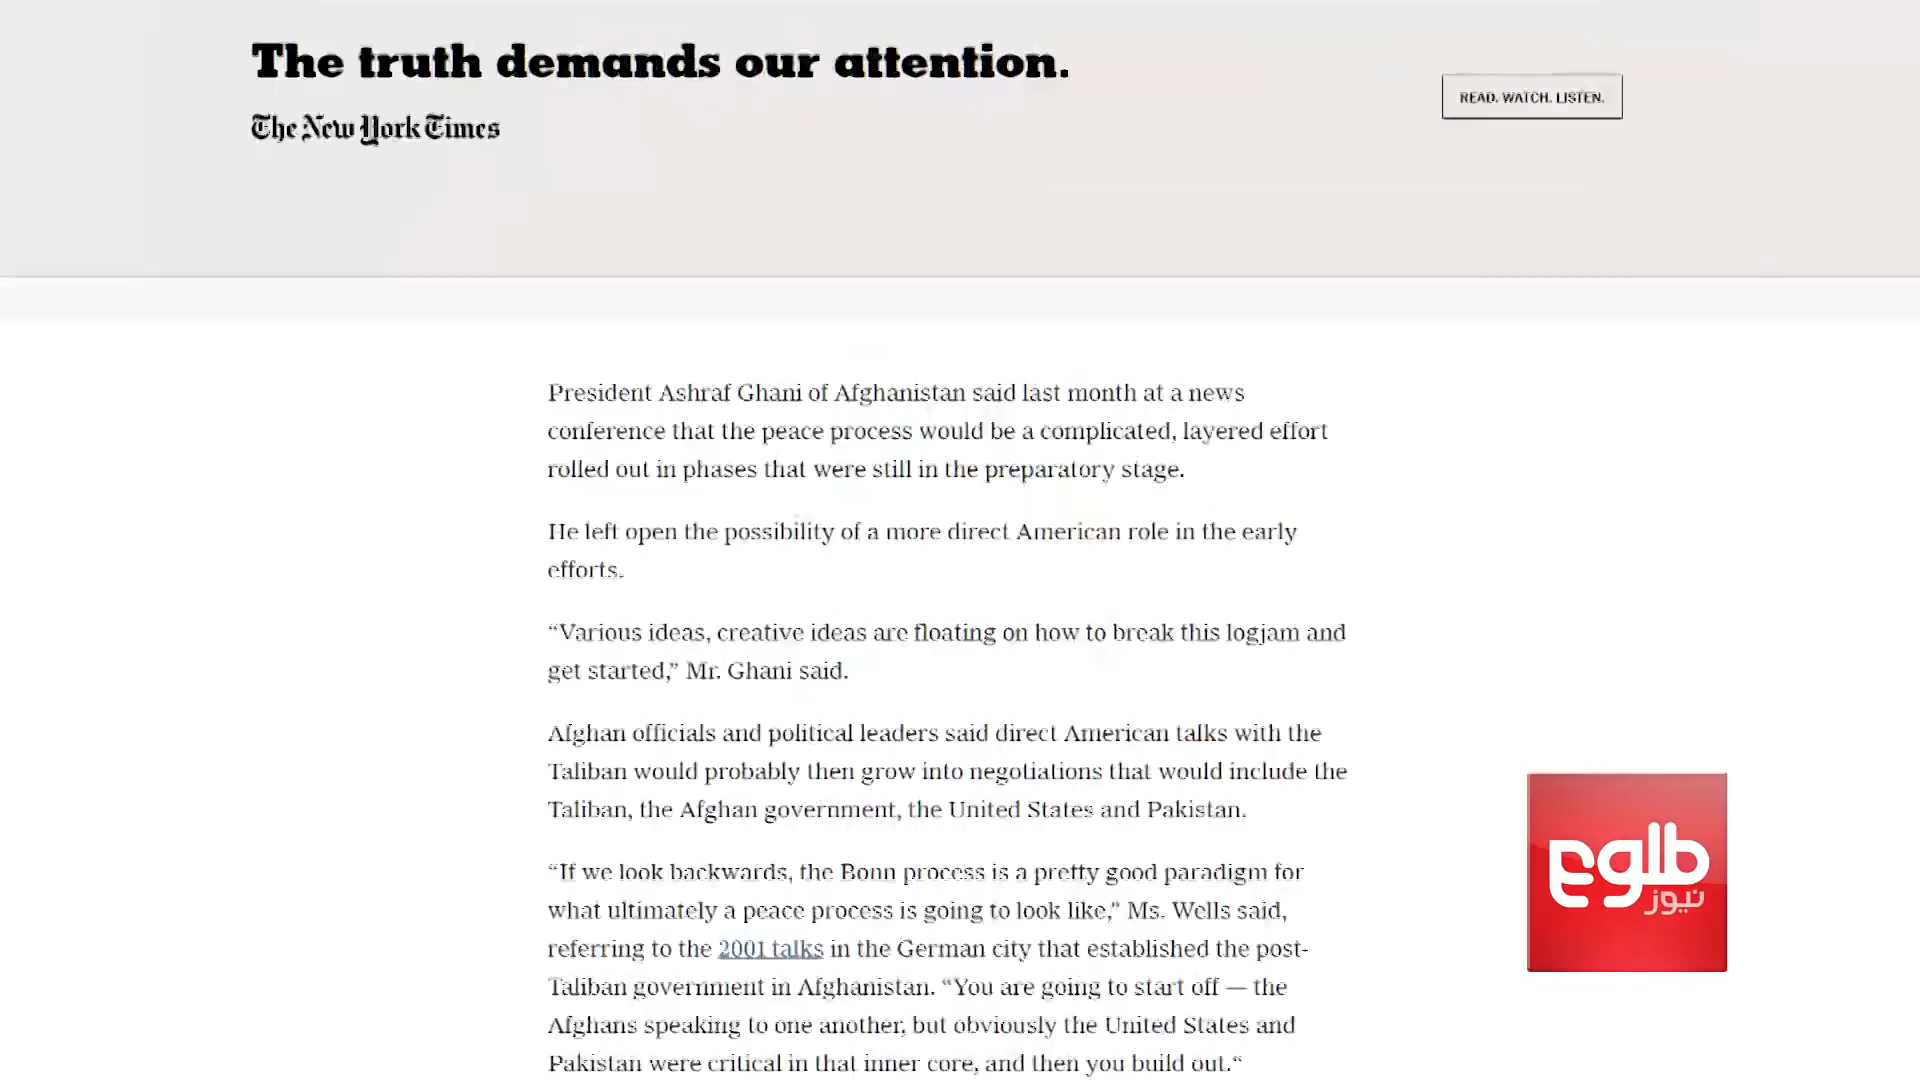 The truth demands our attention.
The New York Times
READ. WATCH. LISTEN.
President Ashraf Ghani of Afghanistan said last month at a news
conference that the peace process would be a complicated, layered effort
rolled out in phases that were still in the preparatory stage.
He left open the possibility of a more direct American role in the early
efforts.
“Various ideas, creative ideas are floating on how to break this logjam and
get started,” Mr. Ghani said.
Afghan officials and political leaders said direct American talks with the
Taliban would probably then grow into negotiations that would include the
Taliban, the Afghan government, the United States and Pakistan.
“If we look backwards, the Bonn process is a pretty good paradigm for
what ultimately a peace process is going to look like,” Ms. Wells said,
referring to the 2001 talks in the German city that established the post-
Taliban government in Afghanistan. “You are going to start off — the
Afghans speaking to one another, but obviously the United States and
Pakistan were critical in that inner core, and then you build out.“
طلوع
نیوز